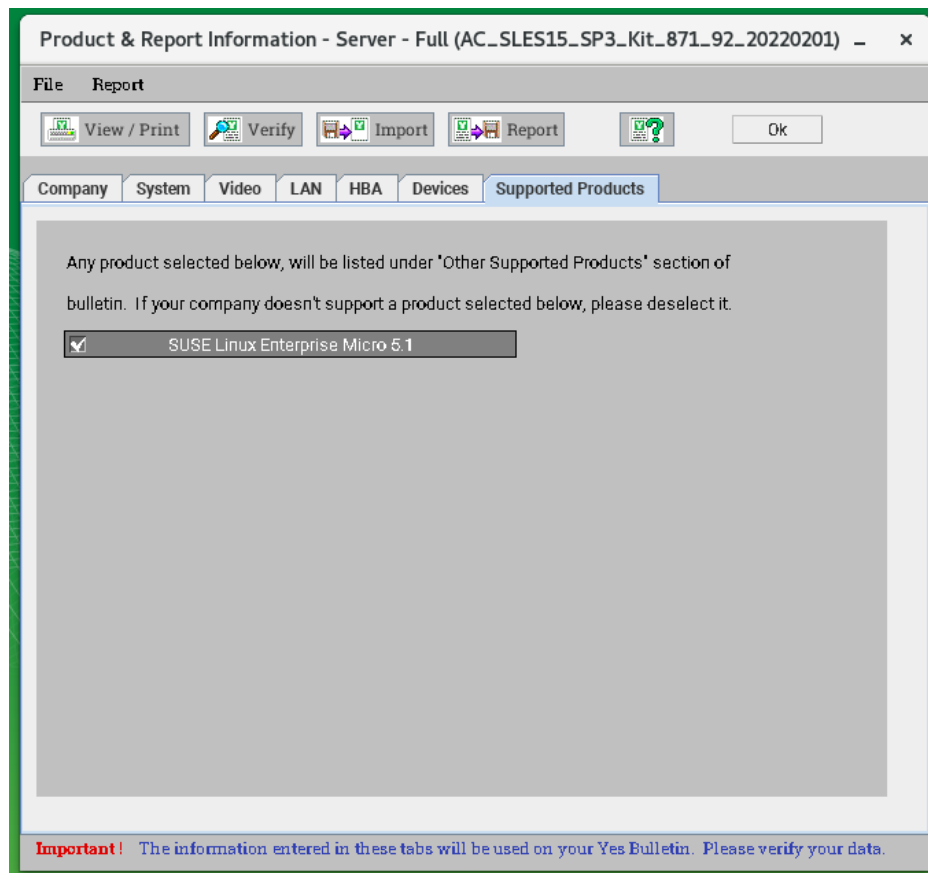 Product & Report Information - Server - Full (AC_SLES15_SP3_Kit_871_92_20220201)
File Report
View / Print Verify Import Report Ok
Company System Video LAN HBA Devices Supported Products
Any product selected below, will be listed under "Other Supported Products" section of
bulletin. If your company doesn't support a product selected below, please deselect it.
SUSE Linux Enterprise Micro 5.1
Important! The information entered in these tabs will be used on your Yes Bulletin. Please verify your data.